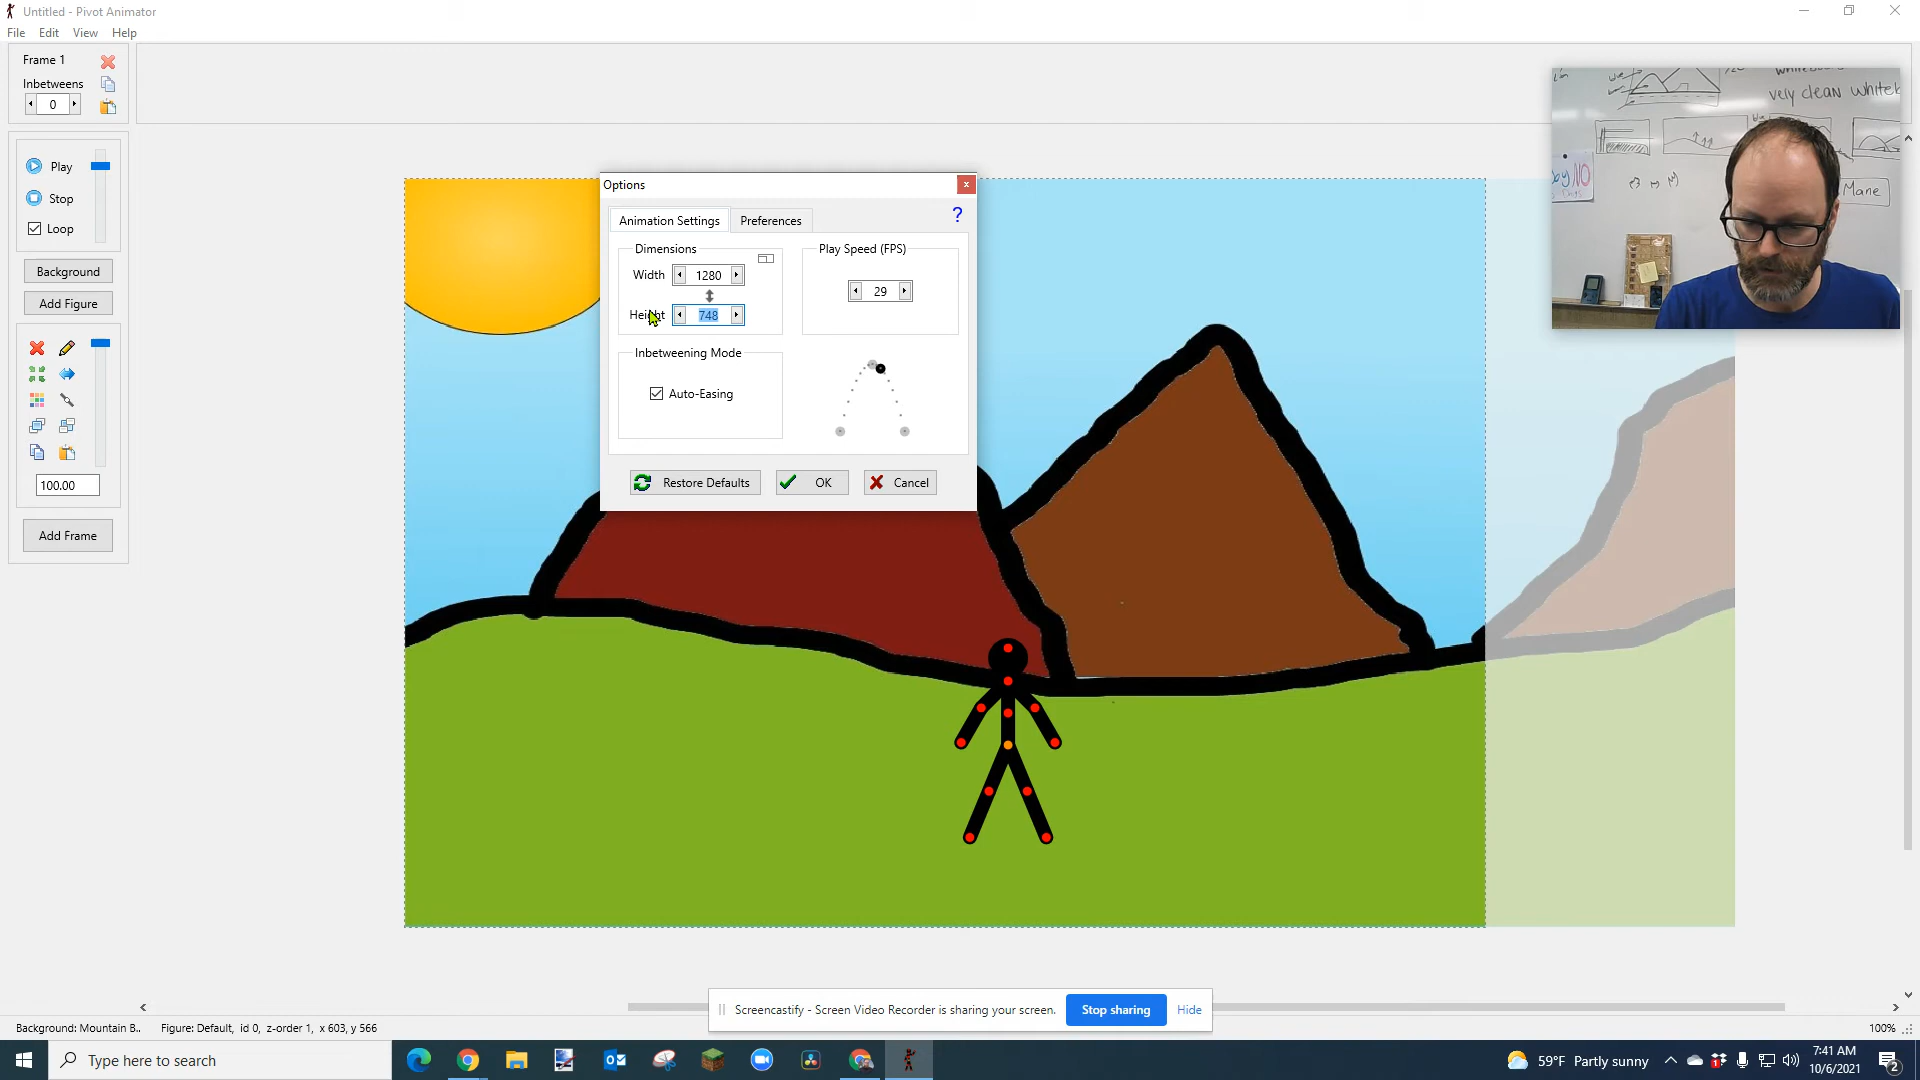 Untitled - Pivot Animator
File Edit View Help
Frame 1
Inbetweens
0
Play
Stop
Loop
Background
Add Figure
100.00
Add Frame
Options
Animation Settings Preferences ?
Dimensions
Width 1280
Height 748
Play Speed (FPS)
29
Inbetweening Mode
Auto-Easing
Restore Defaults OK Cancel
very clean
NO
Mane
Screencastify - Screen Video Recorder is sharing your screen. Stop sharing Hide
Background: Mountain B.. Figure: Default, id 0, z-order 1, x 603, y 566 100%
Type here to search
59°F Partly sunny
7:41 AM
10/6/2021
2